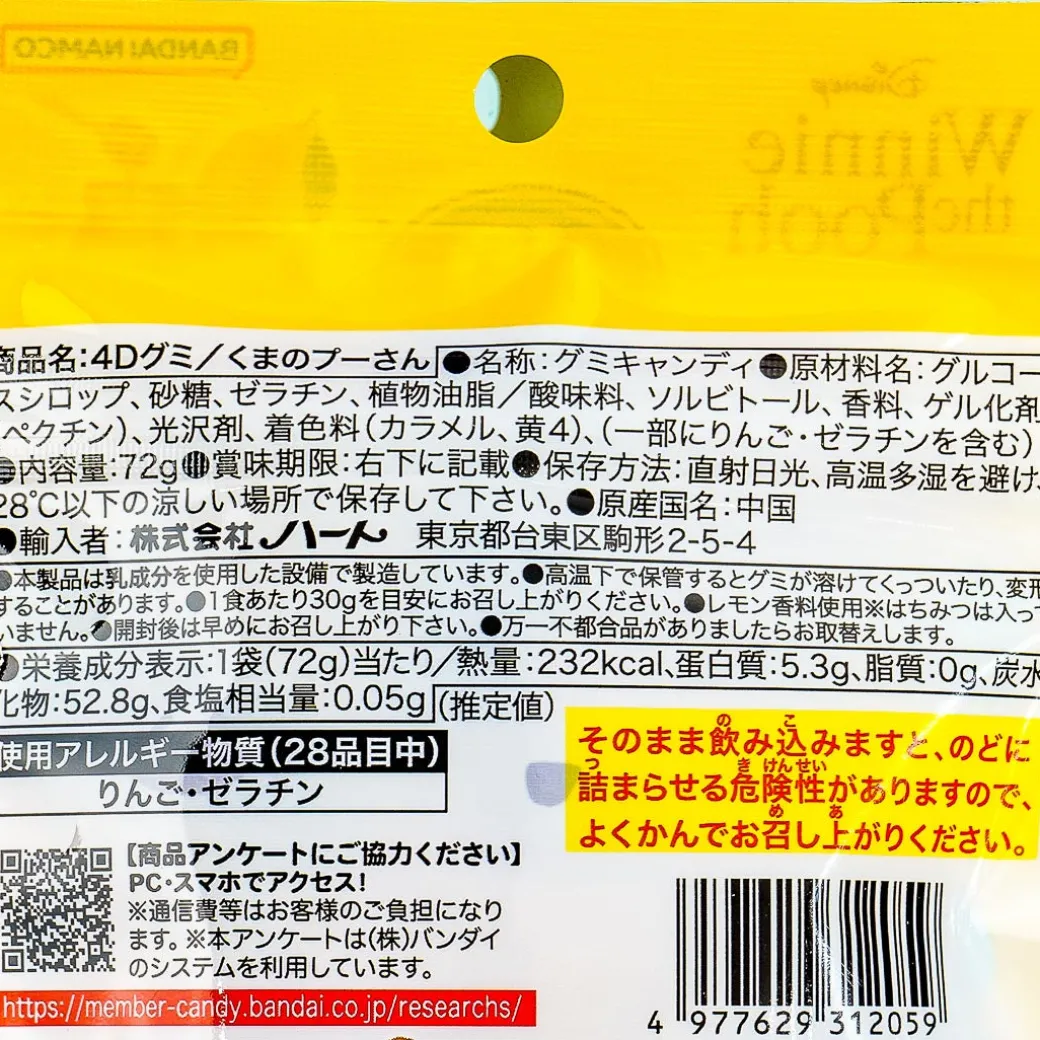 BANDAI NAMCO
Disney
Winnie
the Pooh
商品名:4Dグミ/くまのプーさん ●名称:グミキャンディ●原材料名:グルコー
スシロップ、砂糖、ゼラチン、植物油脂/酸味料、ソルビトール、香料、ゲル化剤
(ペクチン)、光沢剤、着色料(カラメル、黄4)、(一部にりんご・ゼラチンを含む)
●内容量:72g●賞味期限:右下に記載●保存方法:直射日光、高温多湿を避け、
28℃以下の涼しい場所で保存して下さい。●原産国名:中国
●輸入者:株式会社ハート 東京都台東区駒形2-5-4
●本製品は乳成分を使用した設備で製造しています。●高温下で保管するとグミが溶けてくっついたり、変形
することがあります。●1食あたり30gを目安にお召し上がりください。●レモン香料使用※はちみつは入って
いません。●開封後は早めにお召し上がり下さい。●万一不都合品がありましたらお取替えします。
●栄養成分表示:1袋(72g)当たり/熱量:232kcal、蛋白質:5.3g、脂質:0g、炭水
化物:52.8g、食塩相当量:0.05g (推定値)
使用アレルギー物質(28品目中)
りんご・ゼラチン
そのまま飲み込みますと、のどに
詰まらせる危険性がありますので、
よくかんでお召し上がりください。
【商品アンケートにご協力ください】
PC・スマホでアクセス!
※通信費等はお客様のご負担になり
ます。※本アンケートは(株)バンダイ
のシステムを利用しています。
https://member-candy.bandai.co.jp/researchs/
4 977629 312059